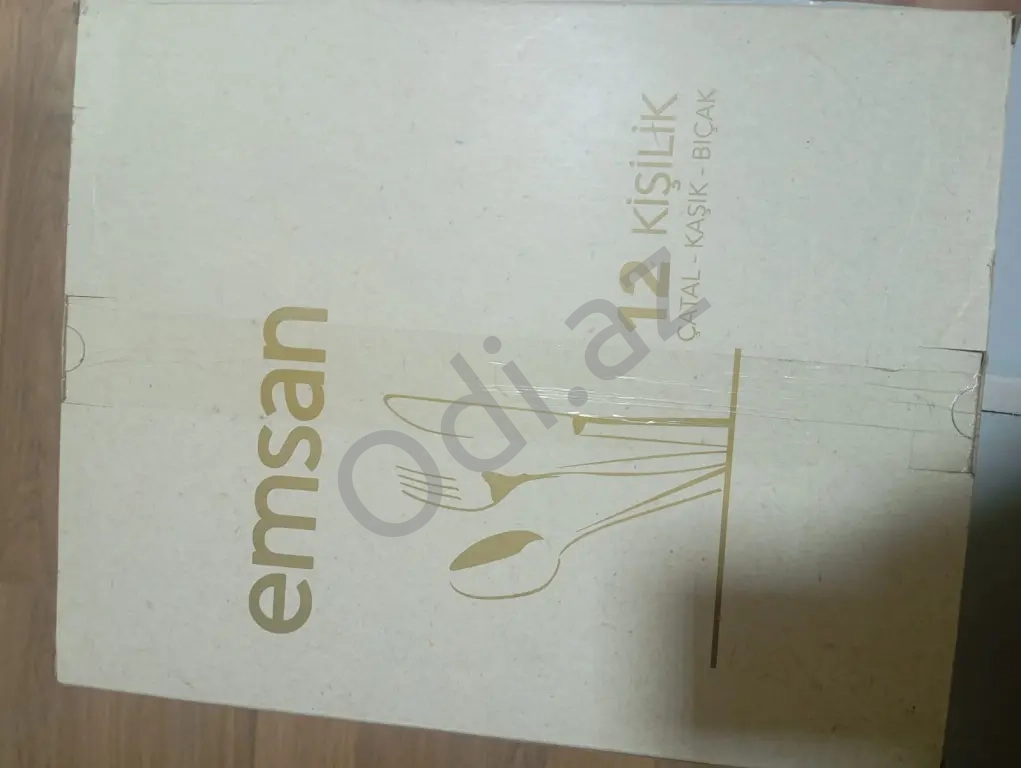 emsan
12 KİŞİLİK
ÇATAL - KAŞIK - BIÇAK
Odi.az